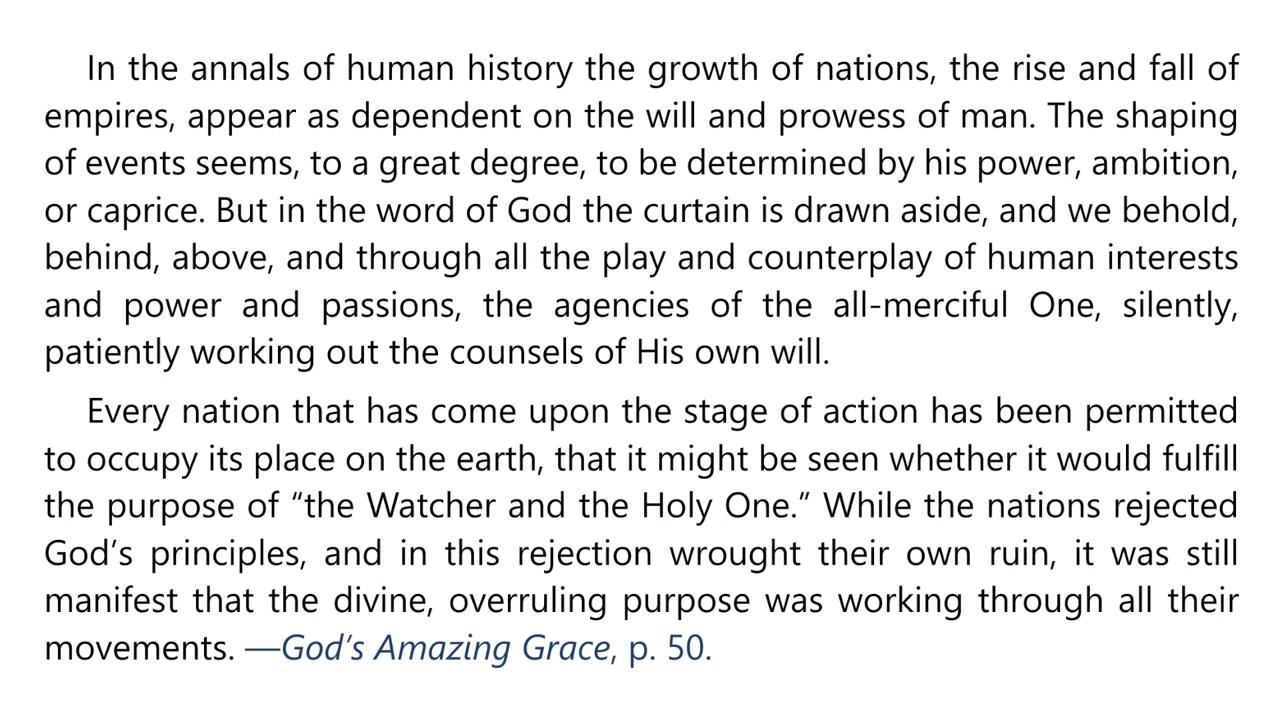 In the annals of human history the growth of nations, the rise and fall of
empires, appear as dependent on the will and prowess of man. The shaping
of events seems, to a great degree, to be determined by his power, ambition,
or caprice. But in the word of God the curtain is drawn aside, and we behold,
behind, above, and through all the play and counterplay of human interests
and power and passions, the agencies of the all-merciful One, silently,
patiently working out the counsels of His own will.
Every nation that has come upon the stage of action has been permitted
to occupy its place on the earth, that it might be seen whether it would fulfill
the purpose of “the Watcher and the Holy One.” While the nations rejected
God’s principles, and in this rejection wrought their own ruin, it was still
manifest that the divine, overruling purpose was working through all their
movements. —God’s Amazing Grace, p. 50.